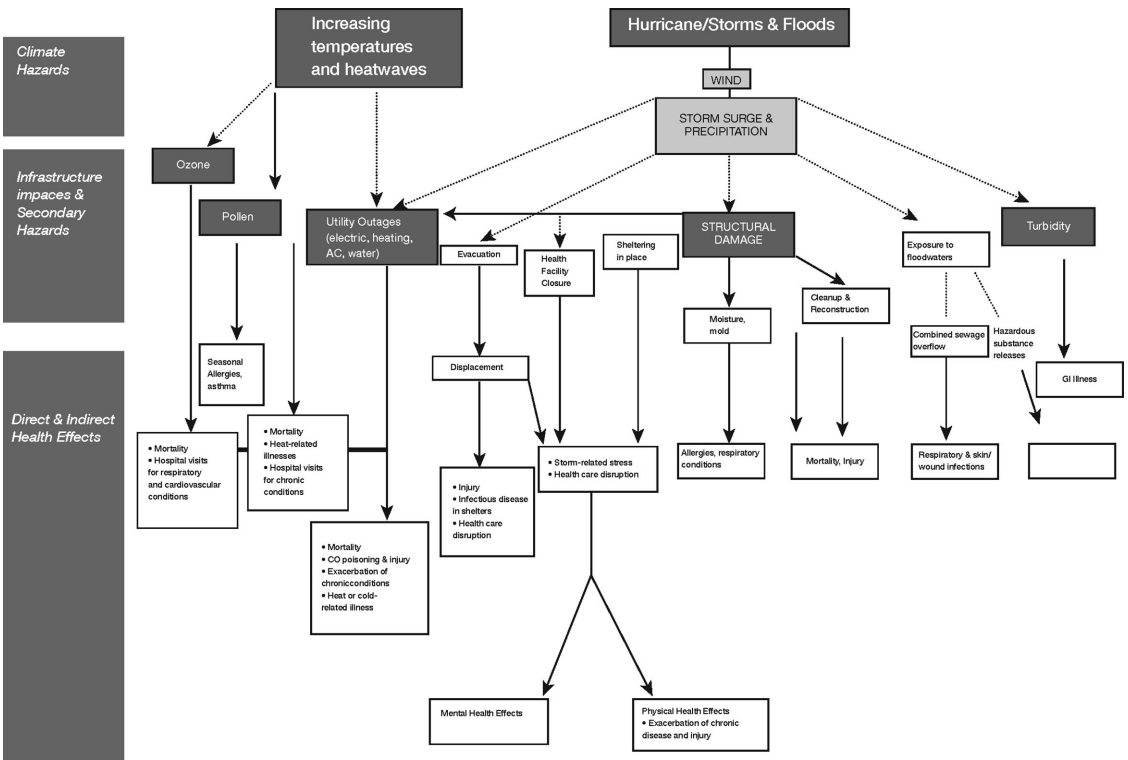 Climate
Hazards
Increasing
temperatures
and heatwaves
Hurricane/Storms & Floods
WIND
STORM SURGE &
PRECIPITATION
Infrastructure
impaces &
Secondary
Hazards
Ozone
Pollen
Utility Outages
(electric, heating,
AC, water)
Evacuation
Health
Facility
Closure
Sheltering
in place
STRUCTURAL
DAMAGE
Exposure to
floodwaters
Turbidity
Moisture,
mold
Cleanup &
Reconstruction
Combined sewage
overflow
Hazardous
substance
releases
Direct & Indirect
Health Effects
Seasonal
Allergies,
asthma
Displacement
GI Illness
• Mortality
• Hospital visits
for respiratory
and cardiovascular
conditions
• Mortality
• Heat-related
illnesses
• Hospital visits
for chronic
conditions
• Mortality
• CO poisoning & injury
• Exacerbation of
chronicconditions
• Heat or cold-
related illness
• Injury
• Infectious disease
in shelters
• Health care
disruption
• Storm-related stress
• Health care disruption
Allergies, respiratory
conditions
Mortality, Injury
Respiratory & skin/
wound infections
Mental Health Effects
Physical Health Effects
• Exacerbation of chronic
disease and injury